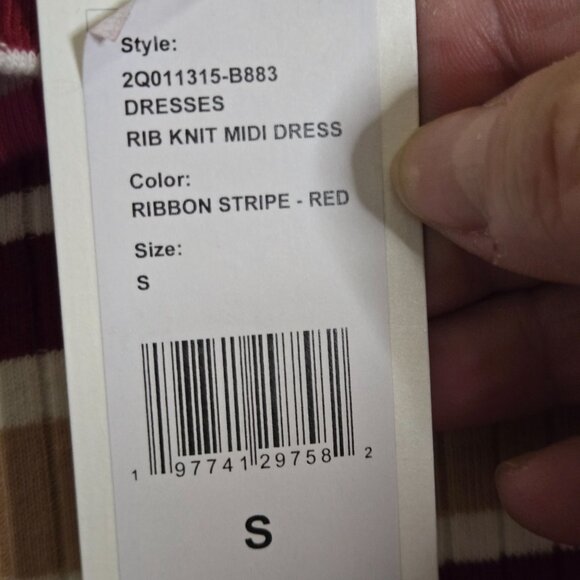 Style:
2Q011315-B883
DRESSES
RIB KNIT MIDI DRESS
Color:
RIBBON STRIPE - RED
Size:
S
1 97741 29758 2
S